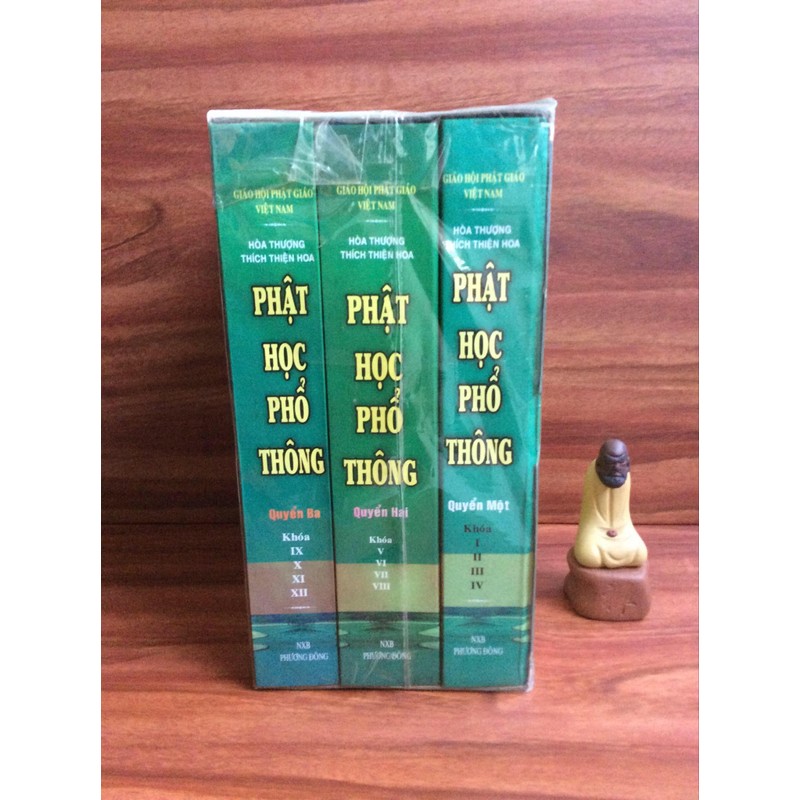 GIÁO HỘI PHẬT GIÁO
VIỆT NAM
HÒA THƯỢNG
THÍCH THIỆN HOA
PHẬT
HỌC
PHỔ
THÔNG
Quyển Ba
Khóa
IX
X
XI
XII
NXB
PHƯƠNG ĐÔNG
GIÁO HỘI PHẬT GIÁO
VIỆT NAM
HÒA THƯỢNG
THÍCH THIỆN HOA
PHẬT
HỌC
PHỔ
THÔNG
Quyển Hai
Khóa
V
VI
VII
VIII
NXB
PHƯƠNG ĐÔNG
GIÁO HỘI PHẬT GIÁO
VIỆT NAM
HÒA THƯỢNG
THÍCH THIỆN HOA
PHẬT
HỌC
PHỔ
THÔNG
Quyển Một
Khóa
I
II
III
IV
NXB
PHƯƠNG ĐÔNG